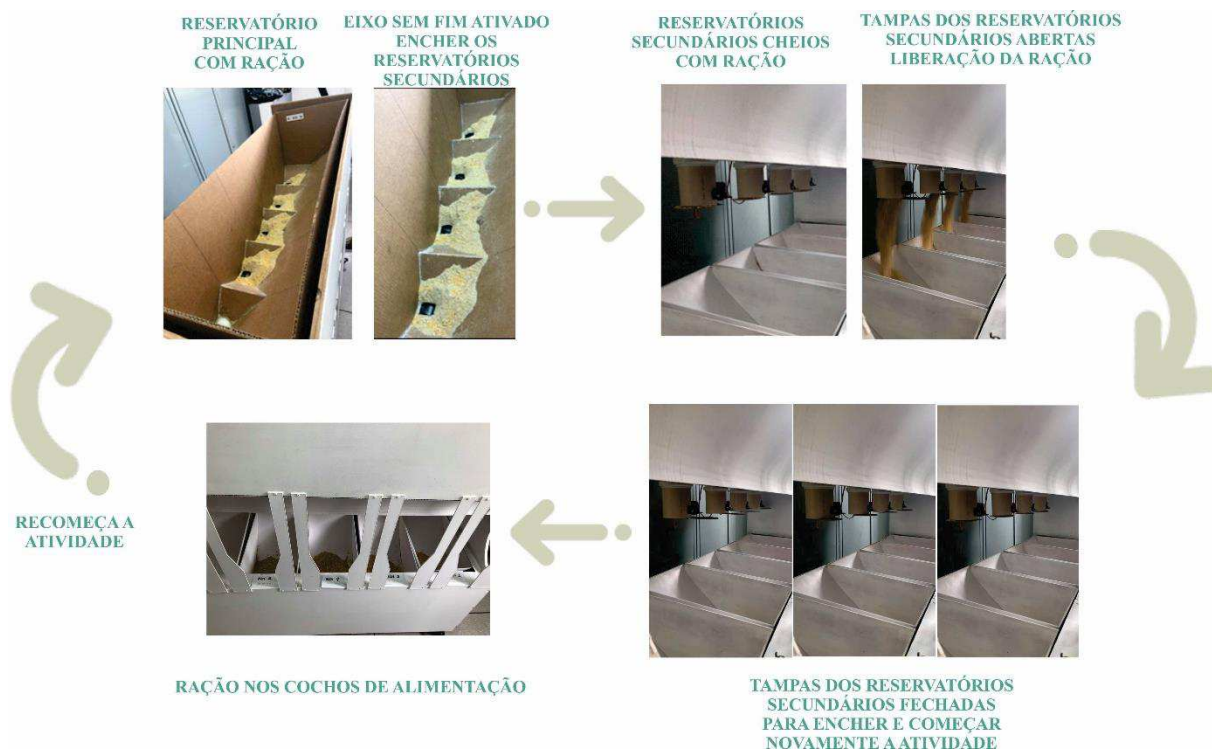 RESERVATÓRIO
PRINCIPAL
COM RAÇÃO
EIXO SEM FIM ATIVADO
ENCHER OS
RESERVATÓRIOS
SECUNDÁRIOS
RESERVATÓRIOS
SECUNDÁRIOS CHEIOS
COM RAÇÃO
TAMPAS DOS RESERVATÓRIOS
SECUNDÁRIOS ABERTAS
LIBERAÇÃO DA RAÇÃO
RECOMEÇA A
ATIVIDADE
RAÇÃO NOS COCHOS DE ALIMENTAÇÃO
TAMPAS DOS RESERVATÓRIOS
SECUNDÁRIOS FECHADAS
PARA ENCHER E COMEÇAR
NOVAMENTE A ATIVIDADE